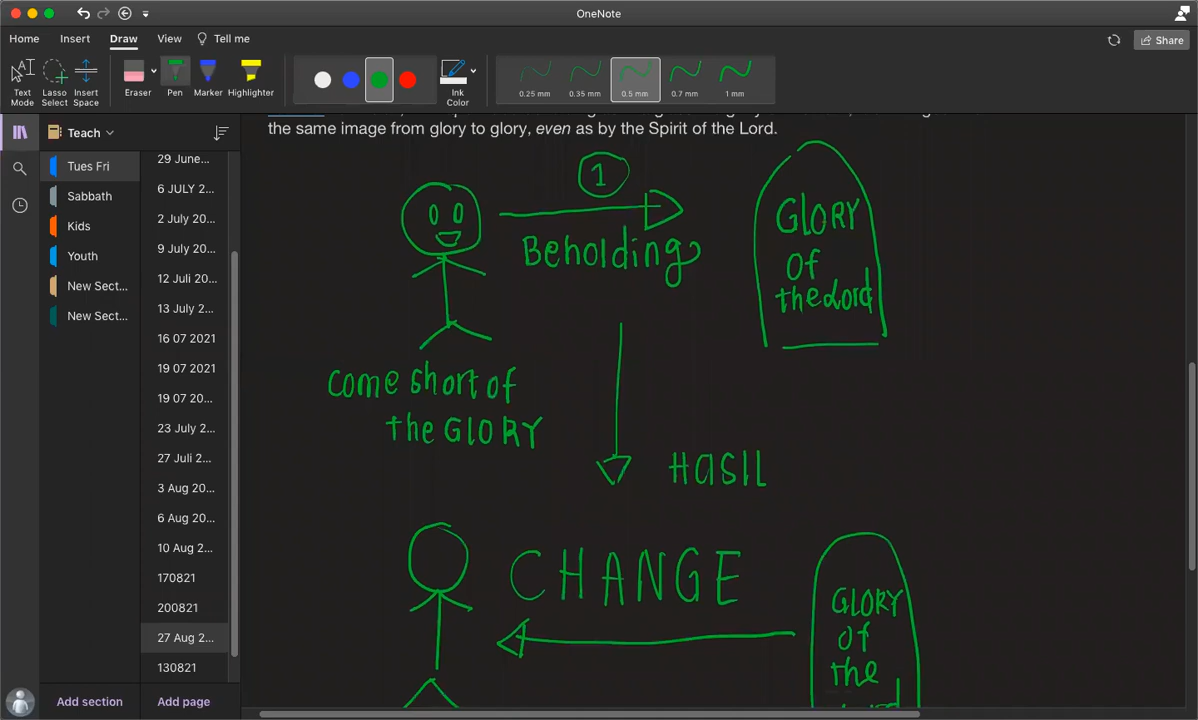 OneNote
Home Insert Draw View Tell me
Share
Text Mode
Lasso Select
Insert Space
Eraser
Pen
Marker
Highlighter
Ink Color
0.25 mm
0.35 mm
0.5 mm
0.7 mm
1 mm
Teach
Tues Fri
Sabbath
Kids
Youth
New Sect...
New Sect...
29 June...
6 JULY 2...
2 July 20...
9 July 20...
12 Juli 20...
13 July 2...
16 07 2021
19 07 2021
19 07 20...
23 July 2...
27 Juli 2...
3 Aug 20...
6 Aug 20...
10 Aug 2...
170821
200821
27 Aug 2...
130821
Add section
Add page
the same image from glory to glory, even as by the Spirit of the Lord.
1
Beholding
GLORY
Of
the Lord
Come short of
the GLORY
HASIL
CHANGE
GLORY
of
the